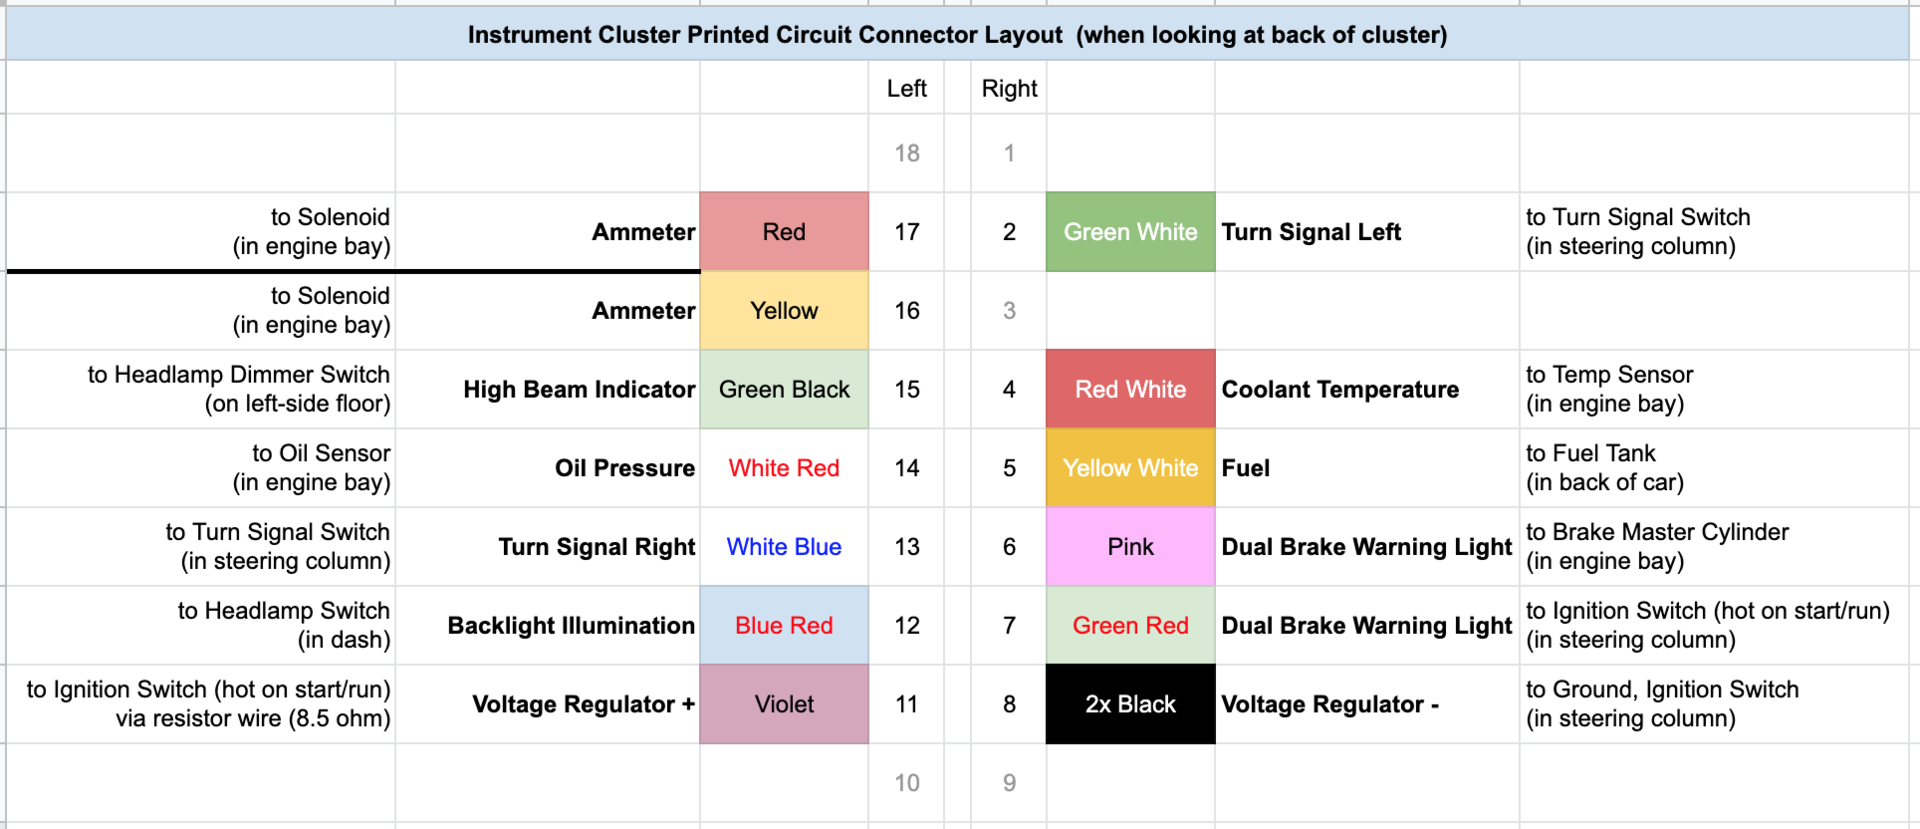 Instrument Cluster Printed Circuit Connector Layout  (when looking at back of cluster)
Left Right
18 1
to Solenoid
(in engine bay)
Ammeter Red 17 2 Green White Turn Signal Left
to Turn Signal Switch
(in steering column)
to Solenoid
(in engine bay)
Ammeter Yellow 16 3
to Headlamp Dimmer Switch
(on left-side floor)
High Beam Indicator Green Black 15 4 Red White Coolant Temperature
to Temp Sensor
(in engine bay)
to Oil Sensor
(in engine bay)
Oil Pressure White Red 14 5 Yellow White Fuel
to Fuel Tank
(in back of car)
to Turn Signal Switch
(in steering column)
Turn Signal Right White Blue 13 6 Pink Dual Brake Warning Light
to Brake Master Cylinder
(in engine bay)
to Headlamp Switch
(in dash)
Backlight Illumination Blue Red 12 7 Green Red Dual Brake Warning Light
to Ignition Switch (hot on start/run)
(in steering column)
to Ignition Switch (hot on start/run)
via resistor wire (8.5 ohm)
Voltage Regulator + Violet 11 8 2x Black Voltage Regulator -
to Ground, Ignition Switch
(in steering column)
10 9